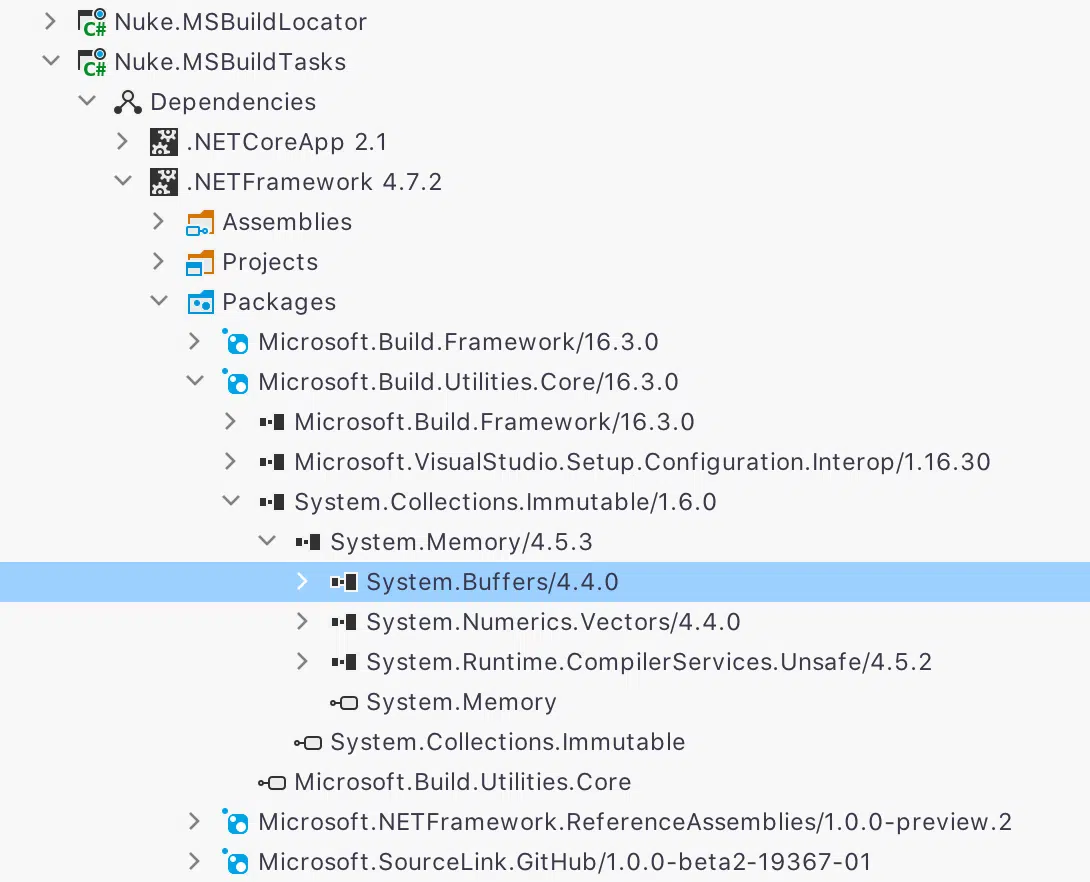 Nuke.MSBuildLocator
Nuke.MSBuildTasks
Dependencies
.NETCoreApp 2.1
.NETFramework 4.7.2
Assemblies
Projects
Packages
Microsoft.Build.Framework/16.3.0
Microsoft.Build.Utilities.Core/16.3.0
Microsoft.Build.Framework/16.3.0
Microsoft.VisualStudio.Setup.Configuration.Interop/1.16.30
System.Collections.Immutable/1.6.0
System.Memory/4.5.3
System.Buffers/4.4.0
System.Numerics.Vectors/4.4.0
System.Runtime.CompilerServices.Unsafe/4.5.2
System.Memory
System.Collections.Immutable
Microsoft.Build.Utilities.Core
Microsoft.NETFramework.ReferenceAssemblies/1.0.0-preview.2
Microsoft.SourceLink.GitHub/1.0.0-beta2-19367-01